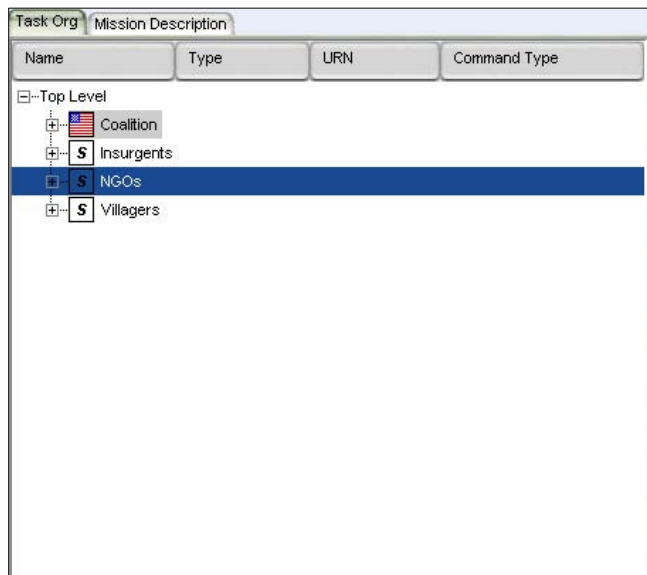 Task Org Mission Description
Name Type URN Command Type
Top Level
Coalition
S Insurgents
S NGOs
S Villagers